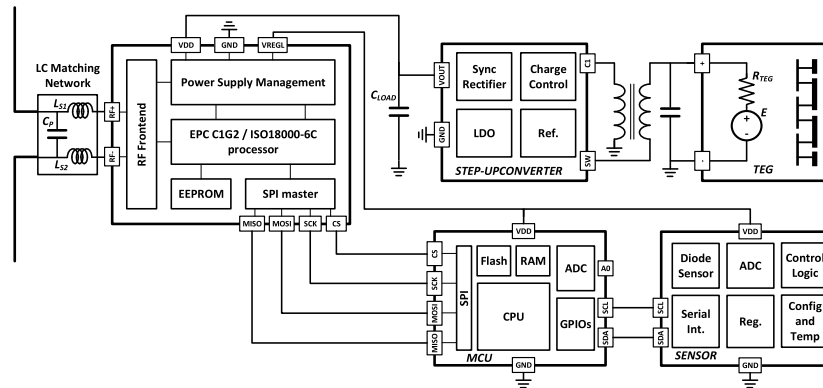 LC Matching
Network
L_S1
C_P
L_S2
RF+
RF-
VDD
GND
VREGL
Power Supply Management
RF Frontend
EPC C1G2 / ISO18000-6C
processor
EEPROM
SPI master
MISO
MOSI
SCK
CS
C_LOAD
VOUT
GND
Sync
Rectifier
Charge
Control
LDO
Ref.
C1
SW
STEP-UPCONVERTER
+
-
R_TEG
+
-
E
TEG
VDD
CS
SCK
MOSI
MISO
SPI
Flash
RAM
ADC
CPU
GPIOs
A0
SCL
SDA
MCU
GND
VDD
SCL
SDA
Diode
Sensor
ADC
Control
Logic
Serial
Int.
Reg.
Config
and
Temp
SENSOR
GND